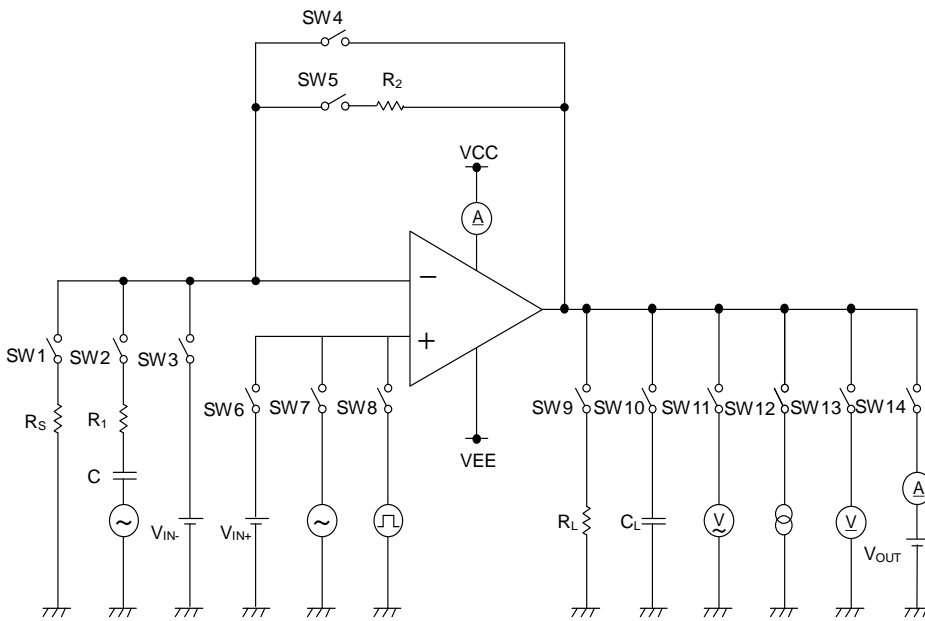 SW4
SW5 R2
VCC
A
−
+
SW1 SW2 SW3
SW6 SW7 SW8
SW9 SW10 SW11 SW12 SW13 SW14
RS R1
VEE
C
A
VIN- VIN+
RL CL V V
VOUT